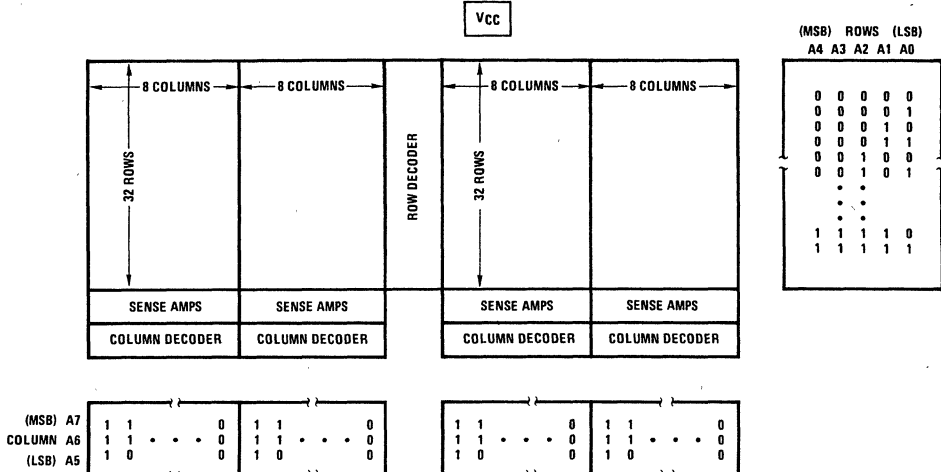 VCC
(MSB) ROWS (LSB)
A4 A3 A2 A1 A0
8 COLUMNS
8 COLUMNS
8 COLUMNS
8 COLUMNS
32 ROWS
ROW DECODER
32 ROWS
0 0 0 0 0
0 0 0 0 1
0 0 0 1 0
0 0 0 1 1
0 0 1 0 0
0 0 1 0 1
1 1 1 1 0
1 1 1 1 1
SENSE AMPS
SENSE AMPS
SENSE AMPS
SENSE AMPS
COLUMN DECODER
COLUMN DECODER
COLUMN DECODER
COLUMN DECODER
(MSB) A7 1 1 0 1 1 0 1 1 0 1 1 0
COLUMN A6 1 1 • • • 0 1 1 • • • 0 1 1 • • • 0 1 1 • • • 0
(LSB) A5 1 0 0 1 0 0 1 0 0 1 0 0